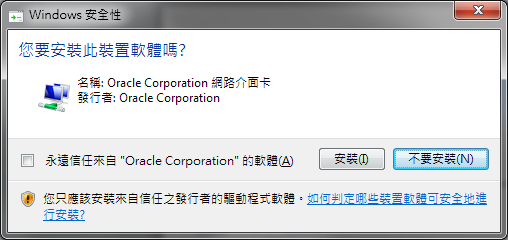 Windows 安全性
您要安裝此裝置軟體嗎?
名稱: Oracle Corporation 網路介面卡
發行者: Oracle Corporation
永遠信任來自 "Oracle Corporation" 的軟體(A)
安裝(I)
不要安裝(N)
您只應該安裝來自信任之發行者的驅動程式軟體。如何判定哪些裝置軟體可安全地進
行安裝?